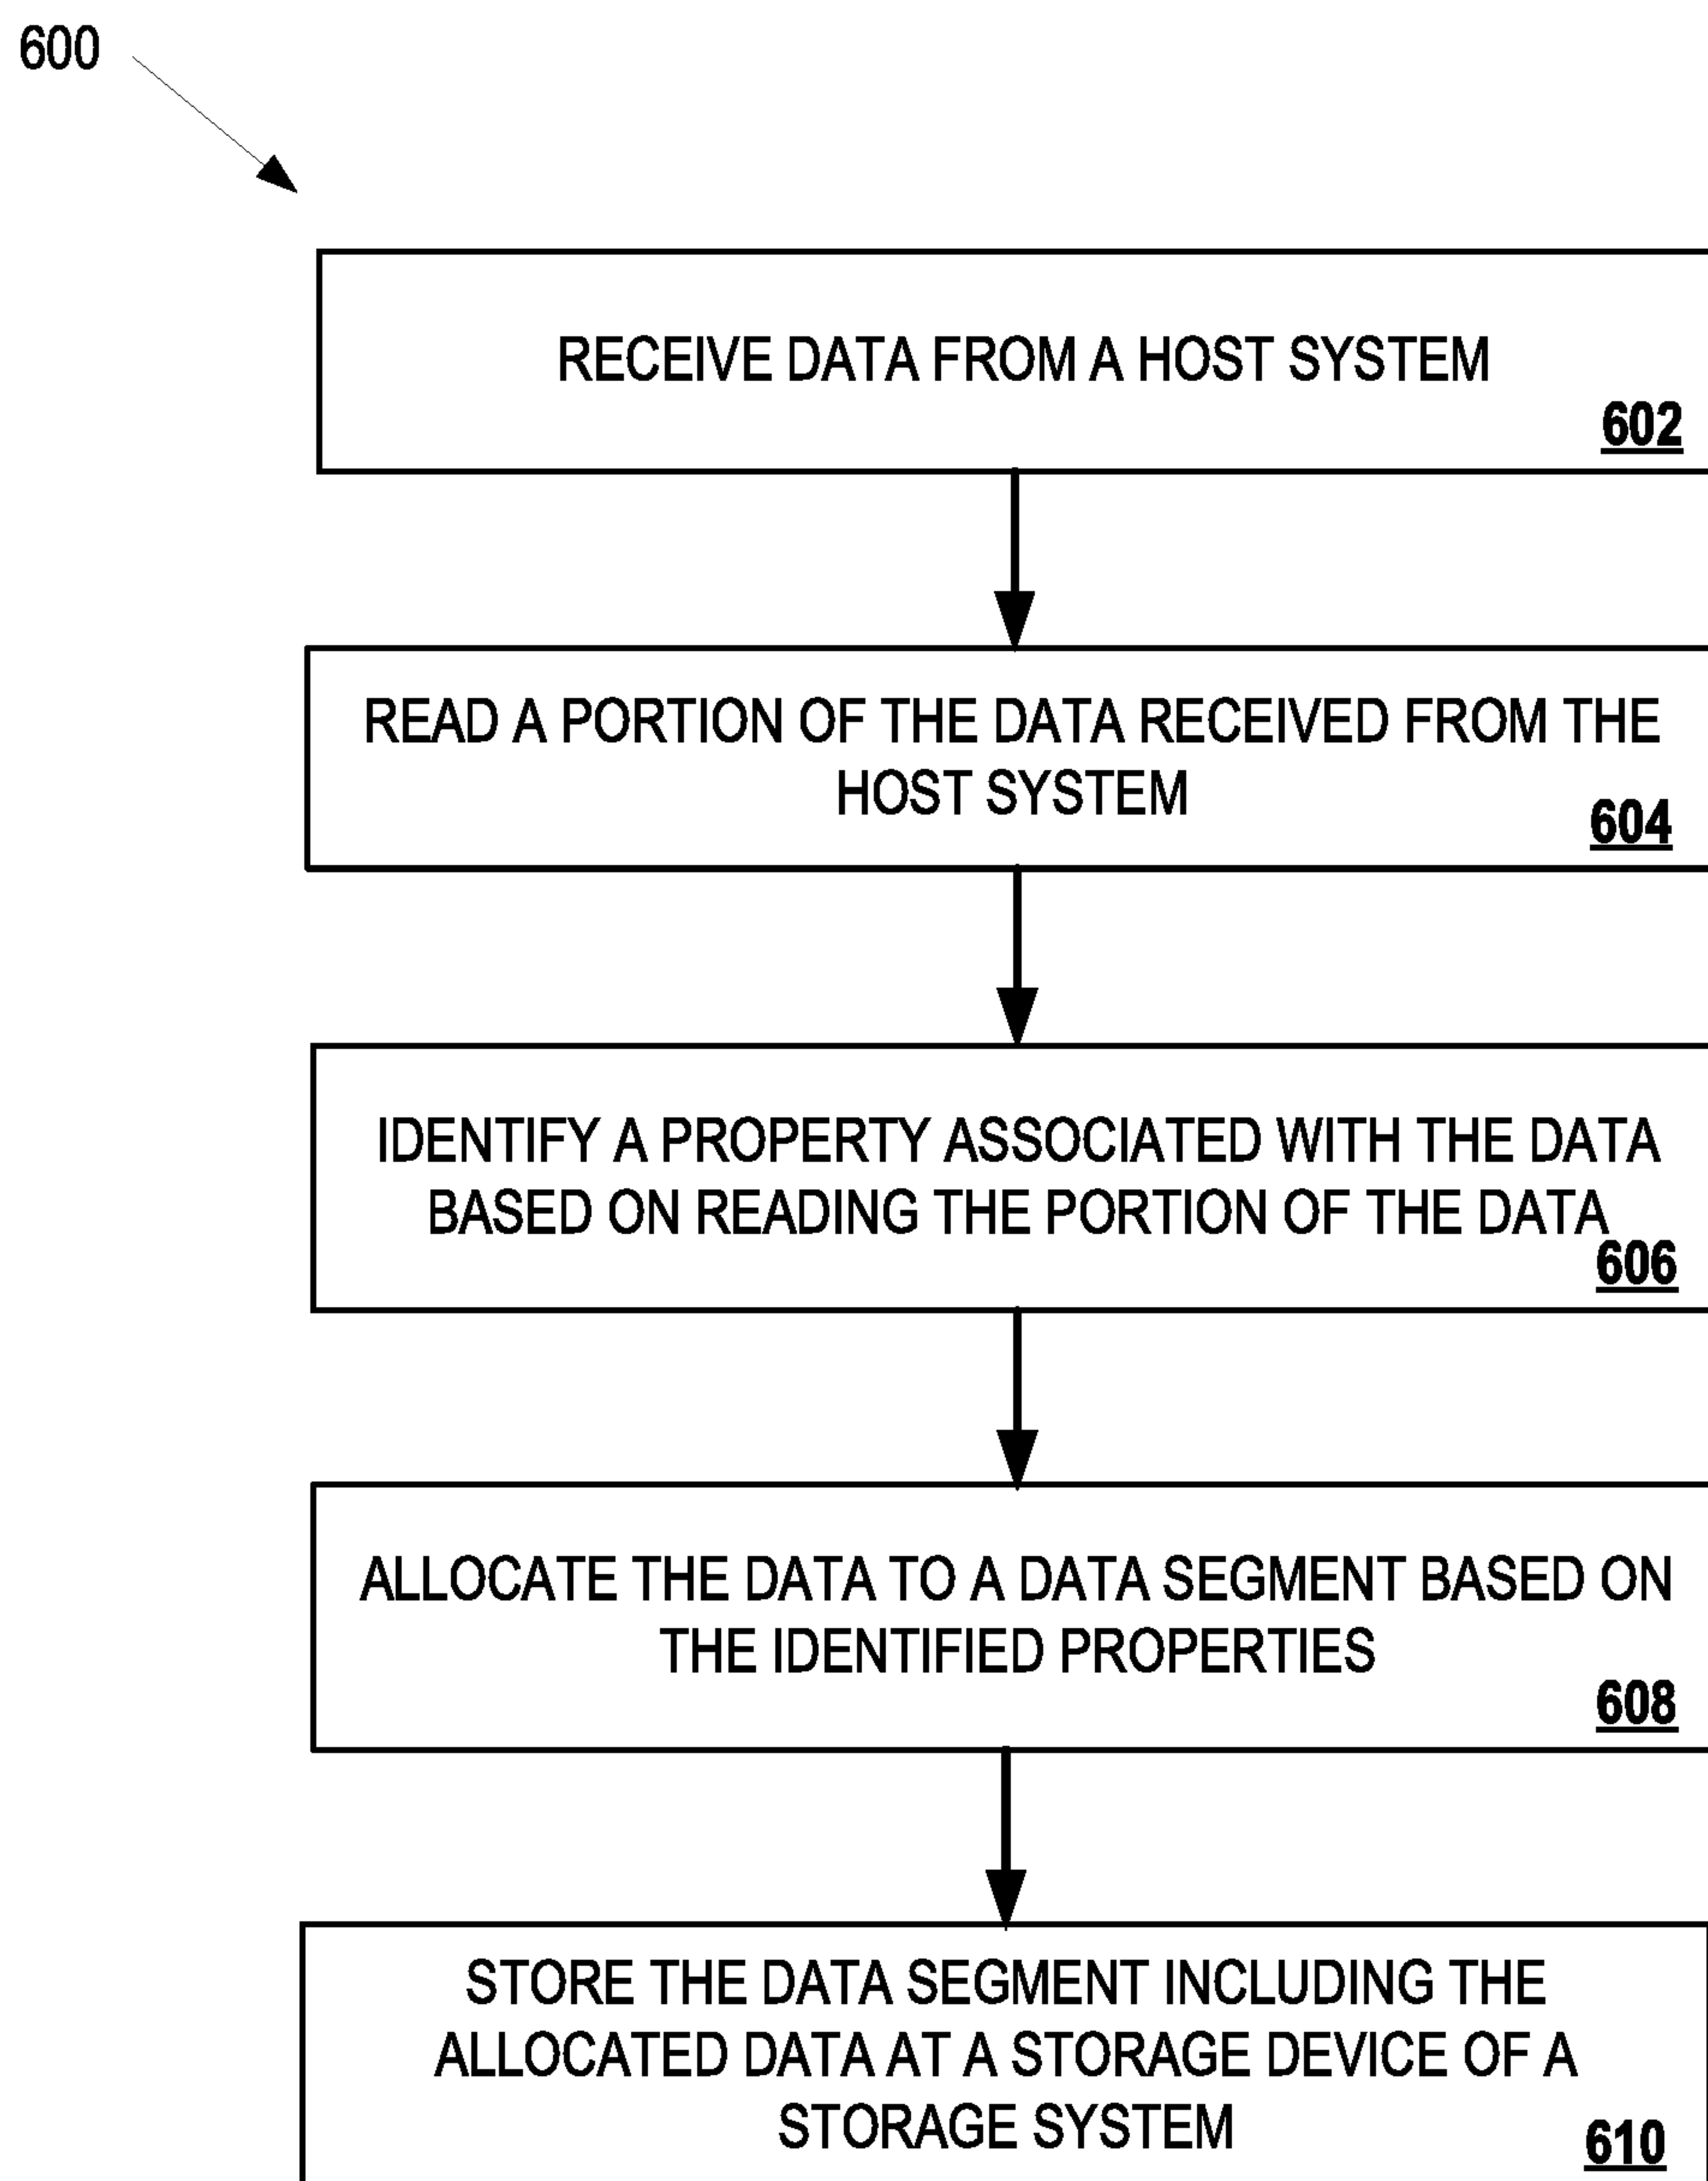 600
RECEIVE DATA FROM A HOST SYSTEM
602
READ A PORTION OF THE DATA RECEIVED FROM THE
HOST SYSTEM
604
IDENTIFY A PROPERTY ASSOCIATED WITH THE DATA
BASED ON READING THE PORTION OF THE DATA
606
ALLOCATE THE DATA TO A DATA SEGMENT BASED ON
THE IDENTIFIED PROPERTIES
608
STORE THE DATA SEGMENT INCLUDING THE
ALLOCATED DATA AT A STORAGE DEVICE OF A
STORAGE SYSTEM
610